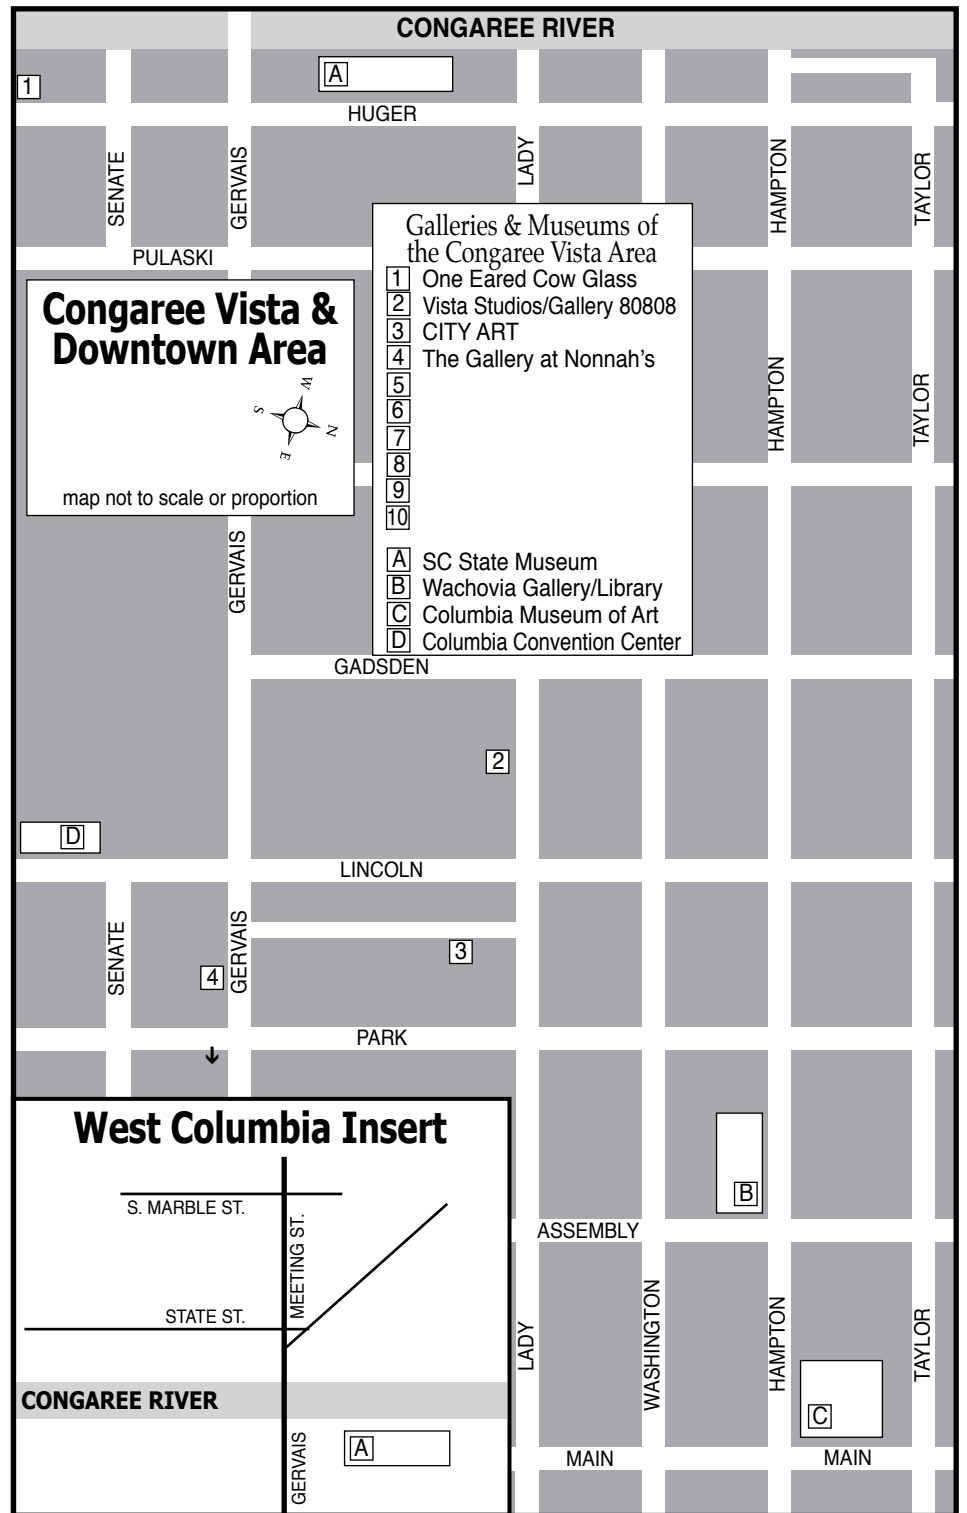 CONGAREE RIVER
1
A
HUGER
SENATE
GERVAIS
LADY
HAMPTON
TAYLOR
PULASKI
Galleries & Museums of
the Congaree Vista Area
1 One Eared Cow Glass
2 Vista Studios/Gallery 80808
3 CITY ART
4 The Gallery at Nonnah's
5
6
7
8
9
10
A SC State Museum
B Wachovia Gallery/Library
C Columbia Museum of Art
D Columbia Convention Center
Congaree Vista &
Downtown Area
W
S
N
E
map not to scale or proportion
HAMPTON
TAYLOR
GERVAIS
GADSDEN
2
D
LINCOLN
SENATE
GERVAIS
3
4
PARK
West Columbia Insert
S. MARBLE ST.
MEETING ST.
STATE ST.
CONGAREE RIVER
GERVAIS
A
B
ASSEMBLY
LADY
WASHINGTON
HAMPTON
TAYLOR
C
MAIN
MAIN